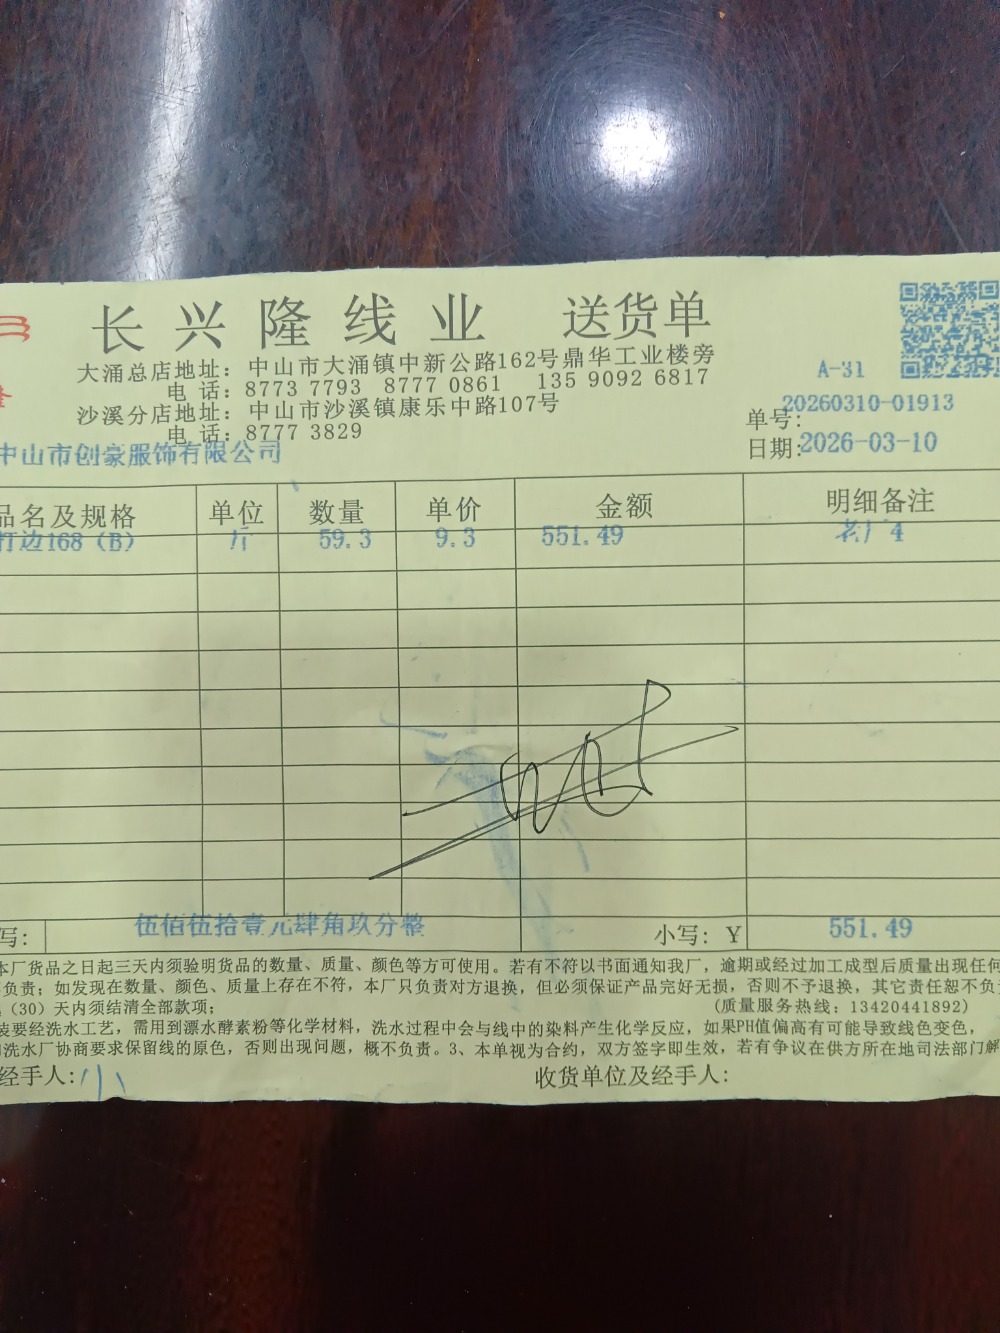 长兴隆线业 送货单
大涌总店地址：中山市大涌镇中新公路162号鼎华工业楼旁
电 话：8773 7793 8777 0861 135 9092 6817
A-31
沙溪分店地址：中山市沙溪镇康乐中路107号
电 话：8777 3829
单号：20260310-01913
中山市创豪服饰有限公司
日期：2026-03-10
品名及规格 单位 数量 单价 金额 明细备注
打边168（B） 斤 59.3 9.3 551.49 老厂4
写： 伍佰伍拾壹元肆角玖分整 小写：￥ 551.49
本厂货品之日起三天内须验明货品的数量、质量、颜色等方可使用。若有不符以书面通知我厂，逾期或经过加工成型后质量出现任何
负责；如发现在数量、颜色、质量上存在不符，本厂只负责对方退换，但必须保证产品完好无损，否则不予退换，其它责任恕不负责
（30）天内须结清全部款项； （质量服务热线：13420441892）
装要经洗水工艺，需用到漂水酵素粉等化学材料，洗水过程中会与线中的染料产生化学反应，如果PH值偏高有可能导致线色变色，
洗水厂协商要求保留线的原色，否则出现问题，概不负责。3、本单视为合约，双方签字即生效，若有争议在供方所在地司法部门解
经手人：小 收货单位及经手人：